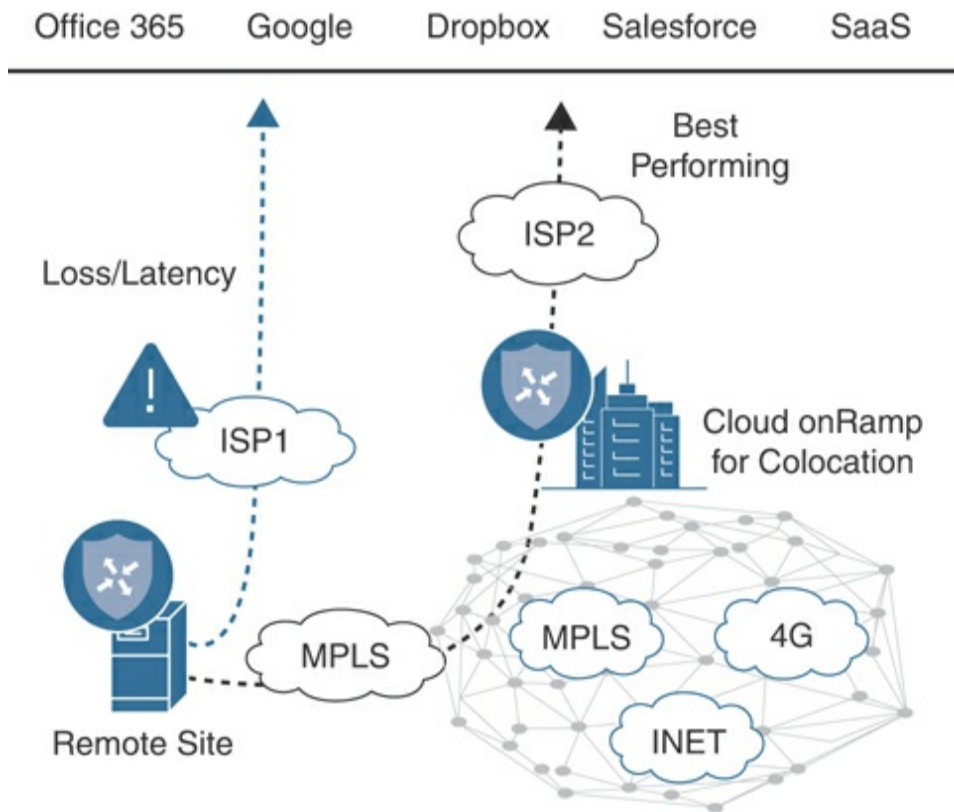 Office 365 Google Dropbox Salesforce SaaS
Best
Performing
ISP2
Loss/Latency
!
ISP1
Cloud onRamp
for Colocation
MPLS
MPLS
4G
INET
Remote Site